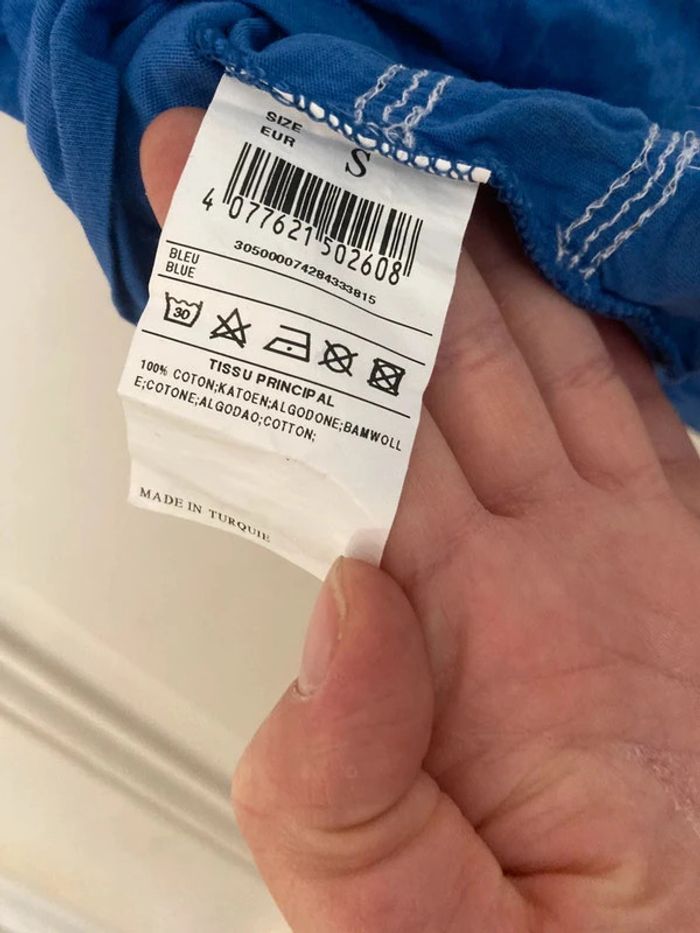 SIZE
EUR
S
4 077621 502608
305000074284333815
BLEU
BLUE
30
TISSU PRINCIPAL
100% COTON;KATOEN;ALGODONE;BAMWOLL
E;COTONE;ALGODAO;COTTON;
MADE IN TURQUIE